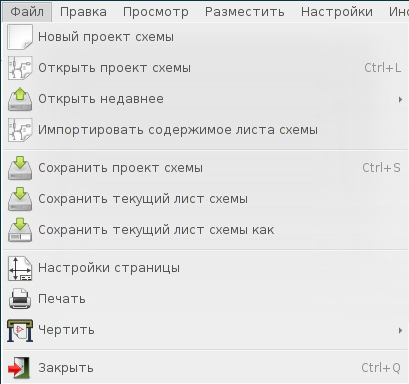 Файл Правка Просмотр Разместить Настройки
Новый проект схемы
Открыть проект схемы Ctrl+L
Открыть недавнее
Импортировать содержимое листа схемы
Сохранить проект схемы Ctrl+S
Сохранить текущий лист схемы
Сохранить текущий лист схемы как
Настройки страницы
Печать
Чертить
Закрыть Ctrl+Q